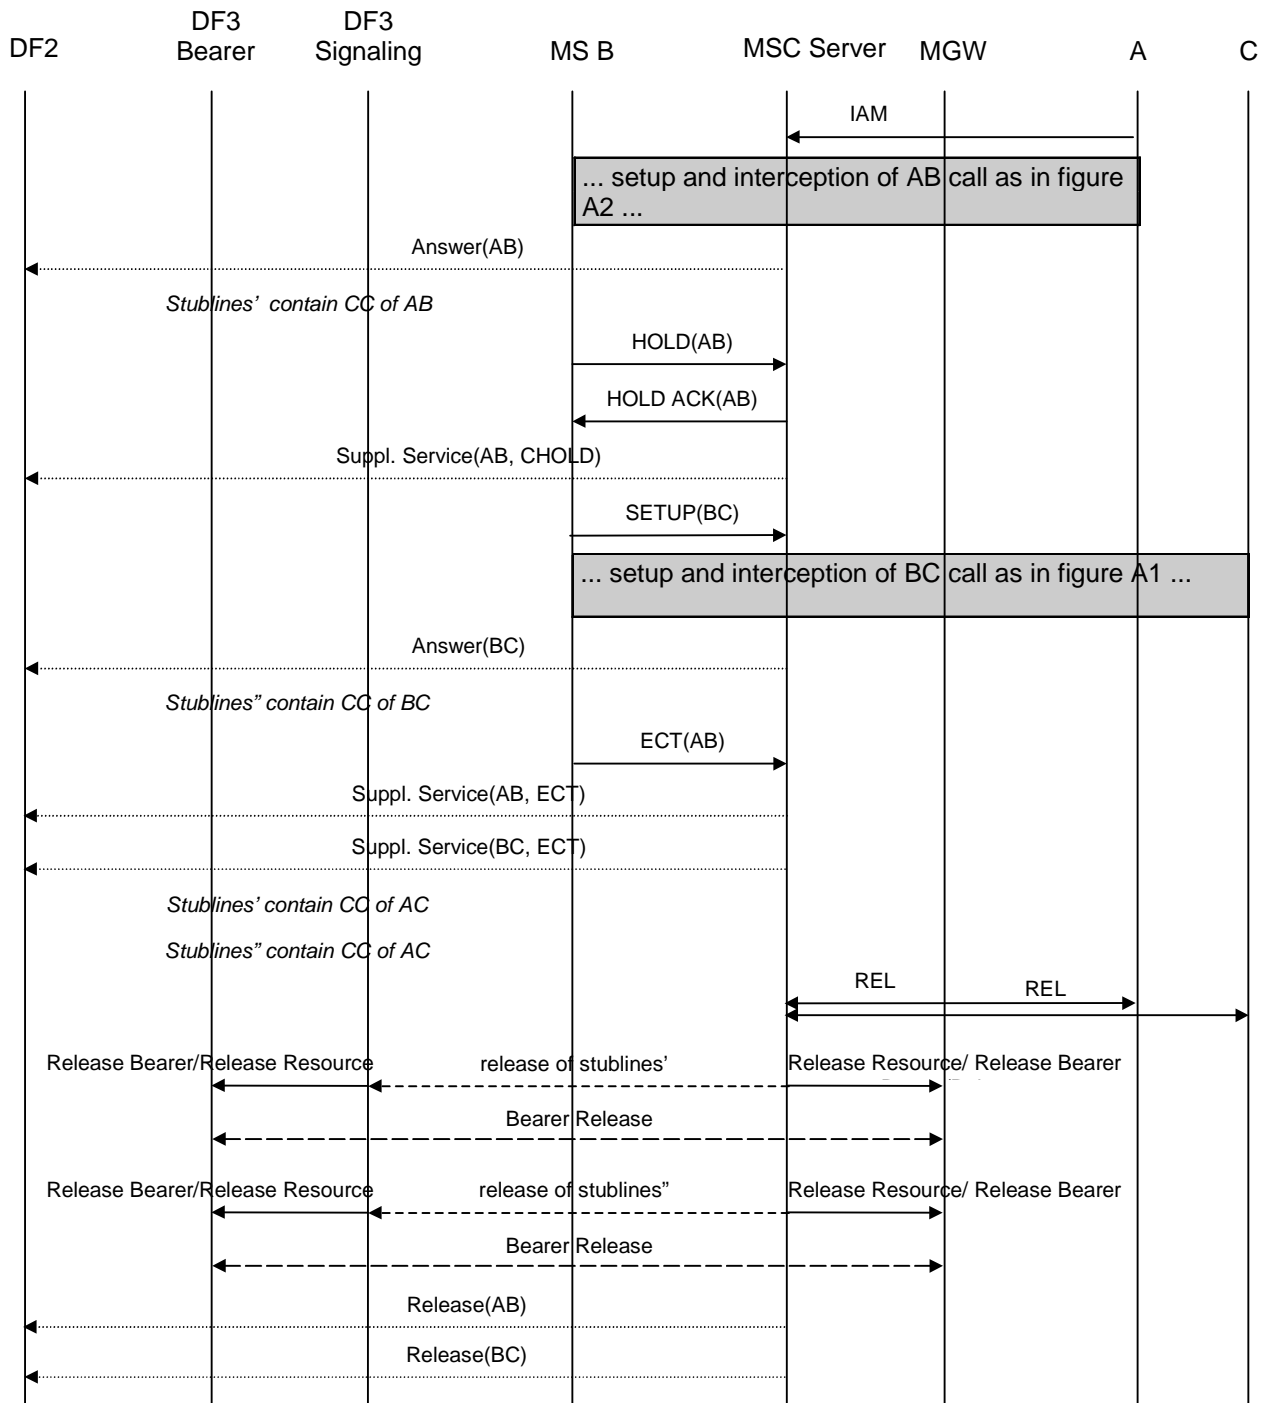 DF2
DF3
Bearer
DF3
Signaling
MS B
MSC Server
MGW
A
C
IAM
... setup and interception of AB call as in figure
A2 ...
Answer(AB)
Stublines’ contain CC of AB
HOLD(AB)
HOLD ACK(AB)
Suppl. Service(AB, CHOLD)
SETUP(BC)
... setup and interception of BC call as in figure A1 ...
Answer(BC)
Stublines” contain CC of BC
ECT(AB)
Suppl. Service(AB, ECT)
Suppl. Service(BC, ECT)
Stublines’ contain CC of AC
Stublines” contain CC of AC
REL
REL
Release Bearer/Release Resource
release of stublines’
Release Resource/ Release Bearer
Bearer Release
Release Bearer/Release Resource
release of stublines”
Release Resource/ Release Bearer
Bearer Release
Release(AB)
Release(BC)